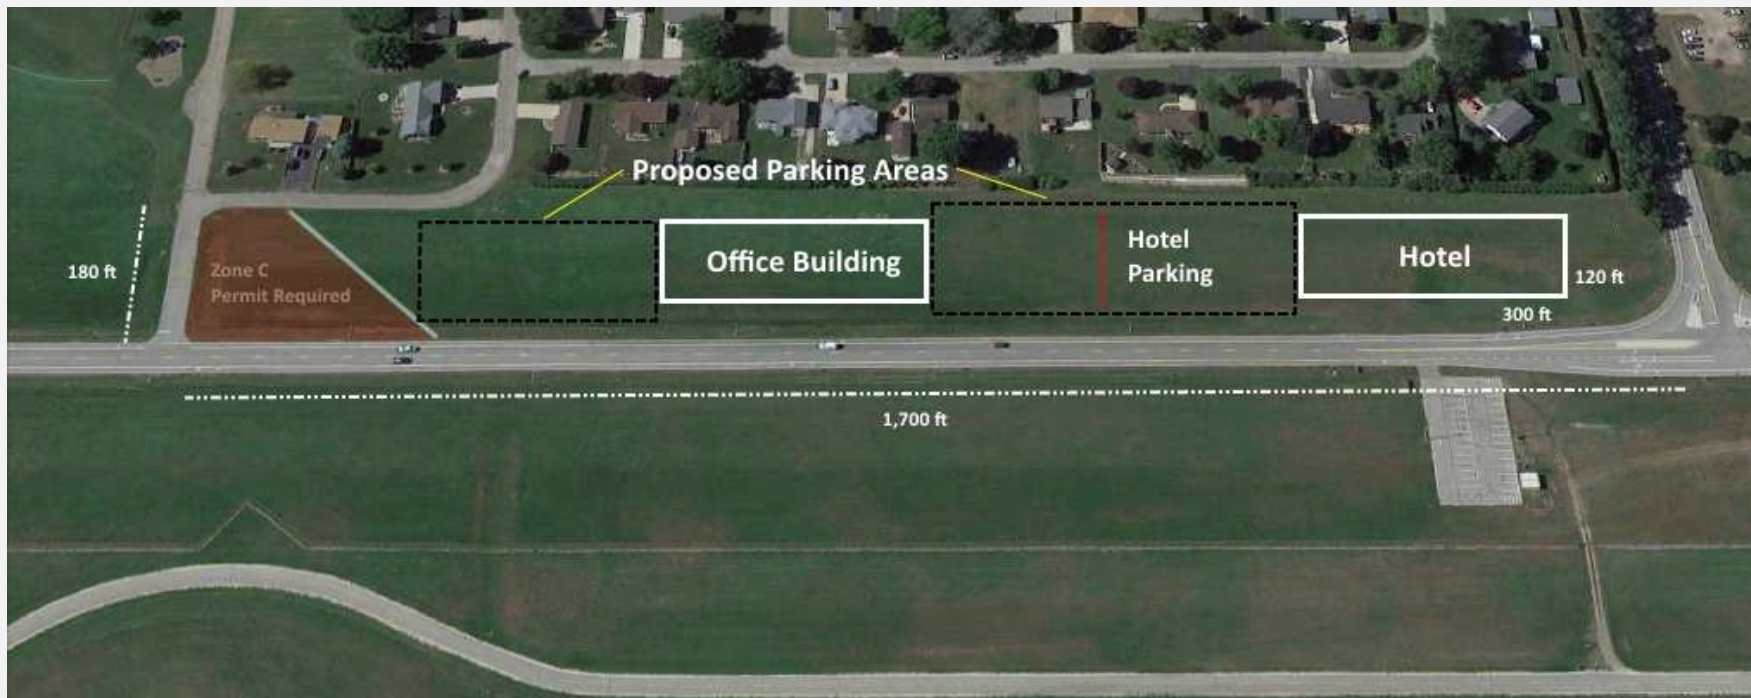 Proposed Parking Areas
180 ft
Zone C
Permit Required
Office Building
Hotel
Parking
Hotel
120 ft
300 ft
1,700 ft